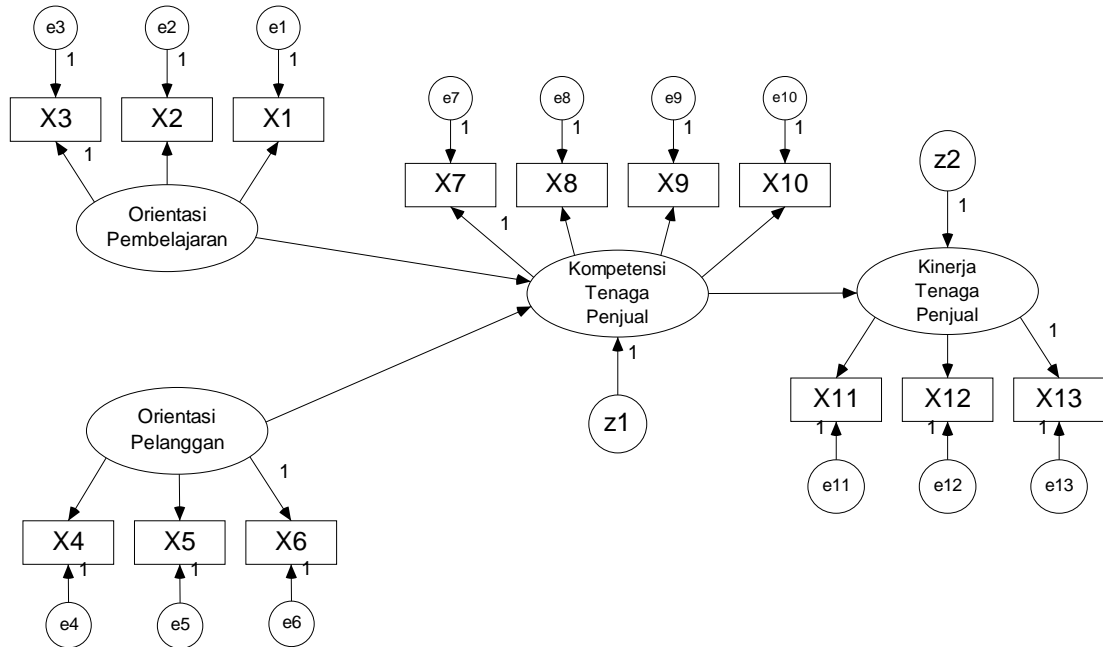 e3
e2
e1
1
1
1
X3
X2
X1
1
Orientasi
Pembelajaran
e7
e8
e9
e10
1
1
1
1
X7
X8
X9
X10
1
Kompetensi
Tenaga
Penjual
1
z1
z2
1
Kinerja
Tenaga
Penjual
1
X11
X12
X13
1
1
1
e11
e12
e13
Orientasi
Pelanggan
1
X4
X5
X6
1
1
1
e4
e5
e6